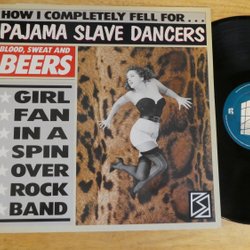 HOW I COMPLETELY FELL FOR...
PAJAMA SLAVE DANCERS
BLOOD, SWEAT AND
BEERS
GIRL
FAN
IN A
SPIN
OVER
ROCK
BAND